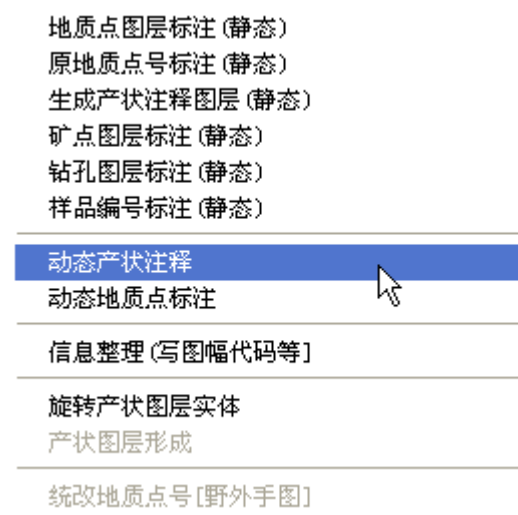 地质点图层标注(静态)
原地质点号标注(静态)
生成产状注释图层(静态)
矿点图层标注(静态)
钻孔图层标注(静态)
样品编号标注(静态)
动态产状注释
动态地质点标注
信息整理(写图幅代码等]
旋转产状图层实体
产状图层形成
统改地质点号[野外手图]